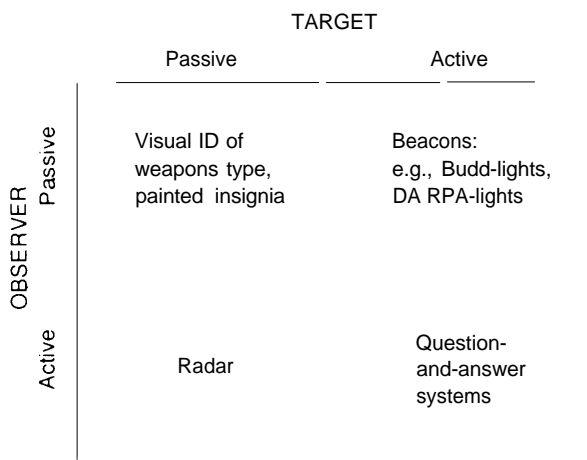 TARGET
Passive Active
OBSERVER
Passive
Visual ID of
weapons type,
painted insignia
Beacons:
e.g., Budd-lights,
DA RPA-lights
Active
Radar
Question-
and-answer
systems